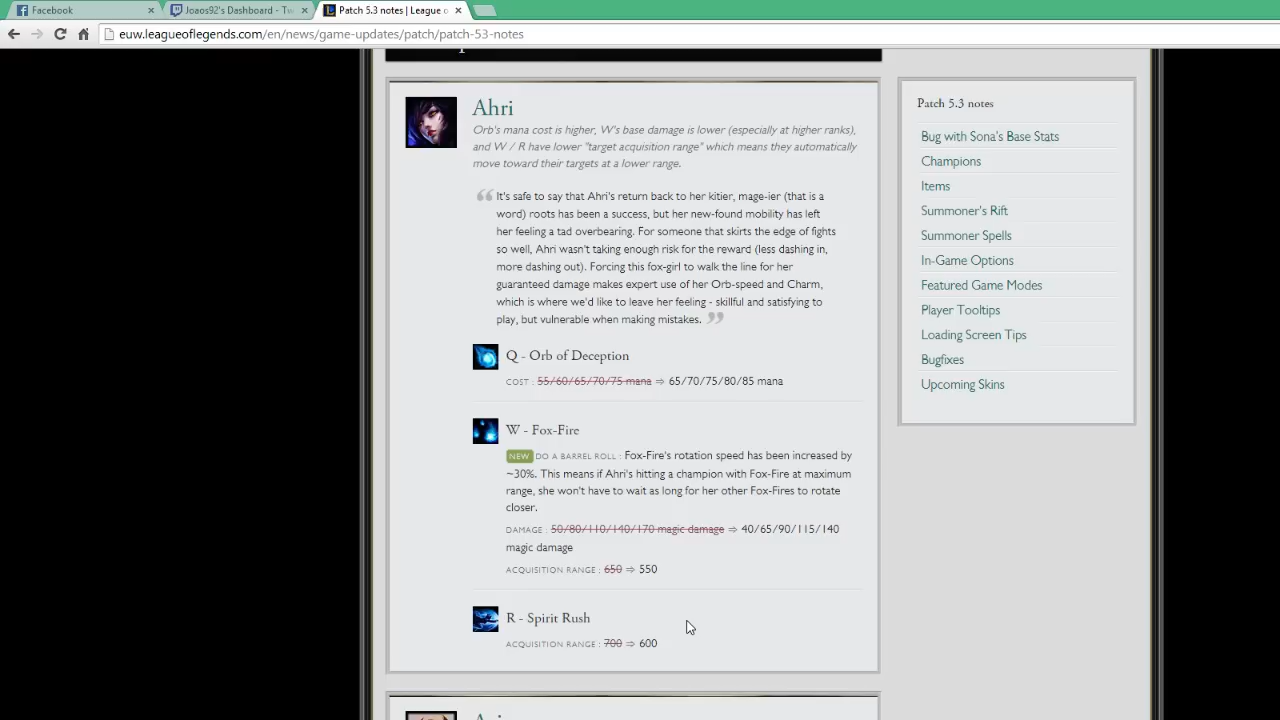 Facebook
Joaos92's Dashboard - Tw
Patch 5.3 notes | League o
euw.leagueoflegends.com/en/news/game-updates/patch/patch-53-notes
Ahri
Orb's mana cost is higher, W's base damage is lower (especially at higher ranks),
and W / R have lower "target acquisition range" which means they automatically
move toward their targets at a lower range.
It's safe to say that Ahri's return back to her kitier, mage-ier (that is a
word) roots has been a success, but her new-found mobility has left
her feeling a tad overbearing. For someone that skirts the edge of fights
so well, Ahri wasn't taking enough risk for the reward (less dashing in,
more dashing out). Forcing this fox-girl to walk the line for her
guaranteed damage makes expert use of her Orb-speed and Charm,
which is where we'd like to leave her feeling - skillful and satisfying to
play, but vulnerable when making mistakes.
Q - Orb of Deception
COST : 55/60/65/70/75 mana ⇒ 65/70/75/80/85 mana
W - Fox-Fire
NEW DO A BARREL ROLL : Fox-Fire's rotation speed has been increased by
~30%. This means if Ahri's hitting a champion with Fox-Fire at maximum
range, she won't have to wait as long for her other Fox-Fires to rotate
closer.
DAMAGE : 50/80/110/140/170 magic damage ⇒ 40/65/90/115/140
magic damage
ACQUISITION RANGE : 650 ⇒ 550
R - Spirit Rush
ACQUISITION RANGE : 700 ⇒ 600
Patch 5.3 notes
Bug with Sona's Base Stats
Champions
Items
Summoner's Rift
Summoner Spells
In-Game Options
Featured Game Modes
Player Tooltips
Loading Screen Tips
Bugfixes
Upcoming Skins